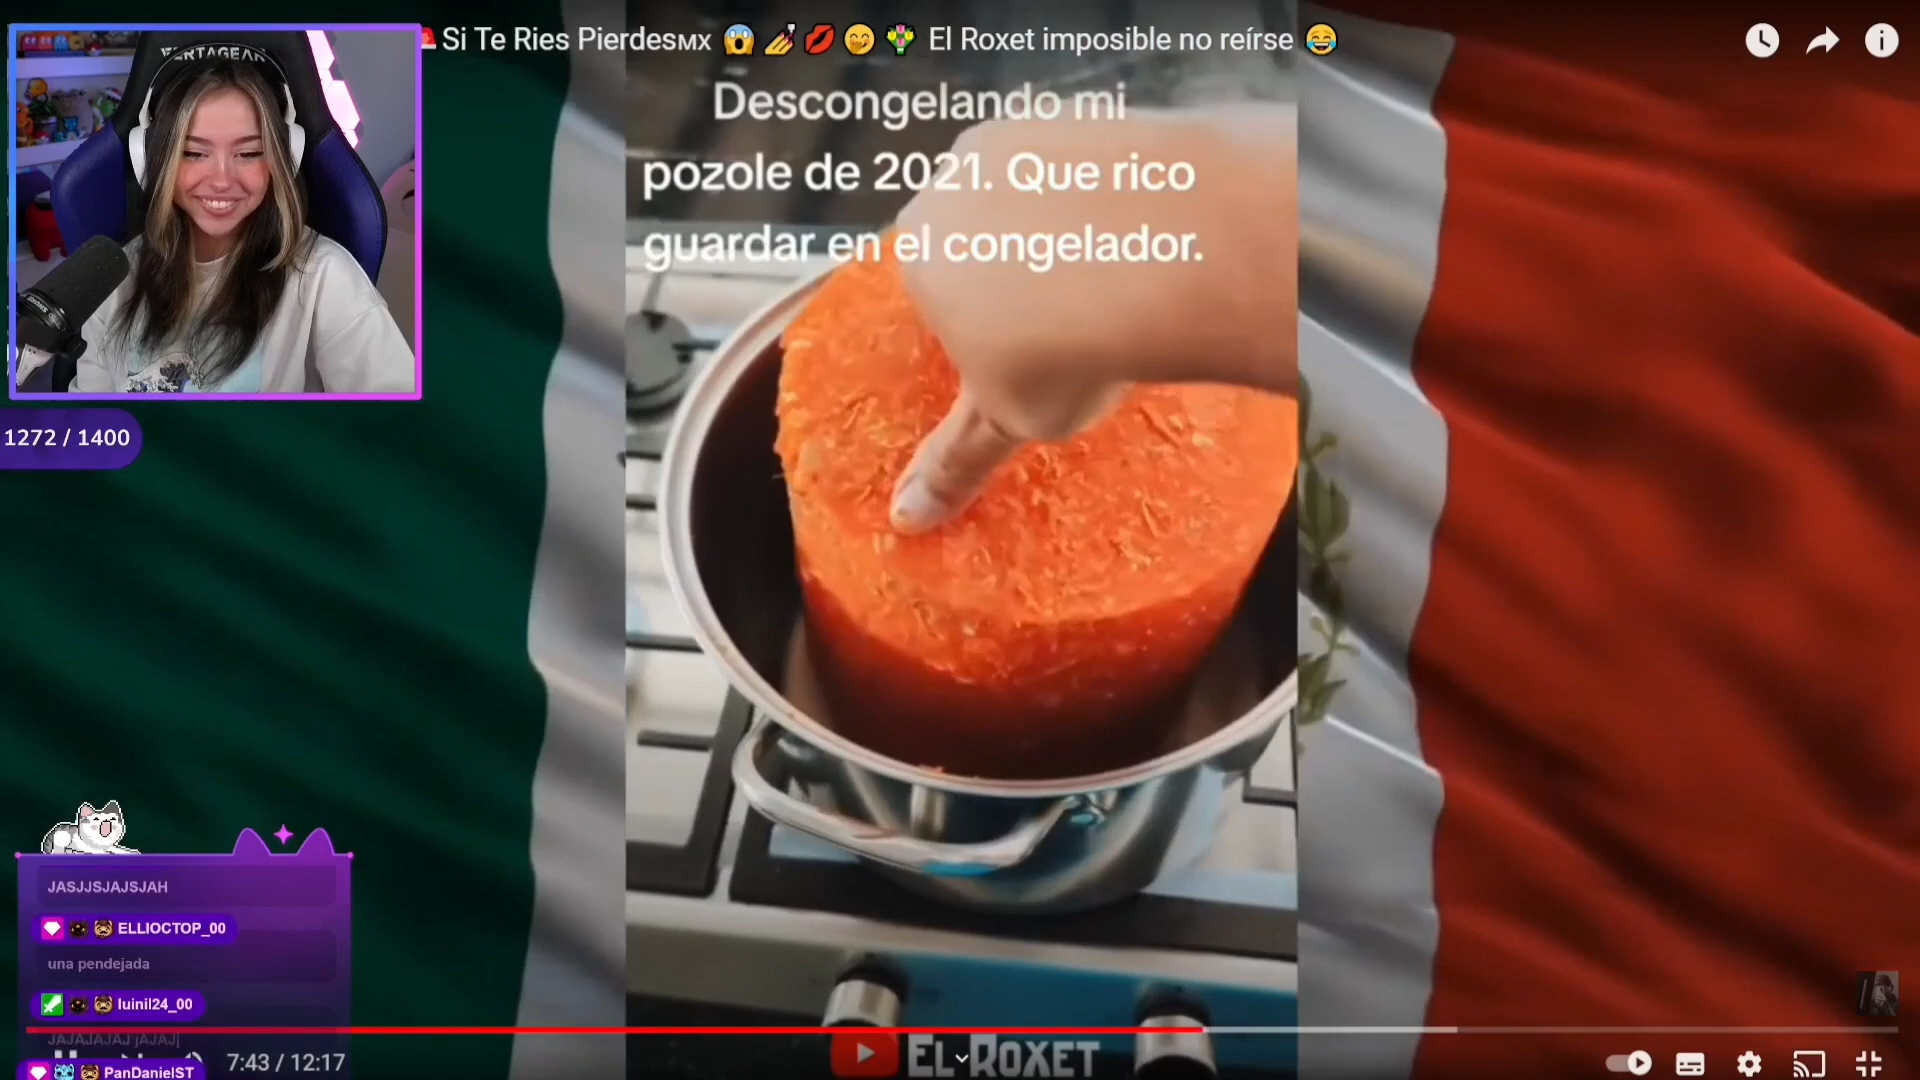 Si Te Ries PierdesMX 😱 💅 💋 🤭 💐 El Roxet imposible no reírse 😂
VERTAGEAR
Descongelando mi
pozole de 2021. Que rico
guardar en el congelador.
1272 / 1400
JASJJSJAJSJAH
ELLIOCTOP_00
una pendejada
luinil24_00
JAJAJAJAJ jAJAJ]
7:43 / 12:17
PanDanielST
EL ROXET